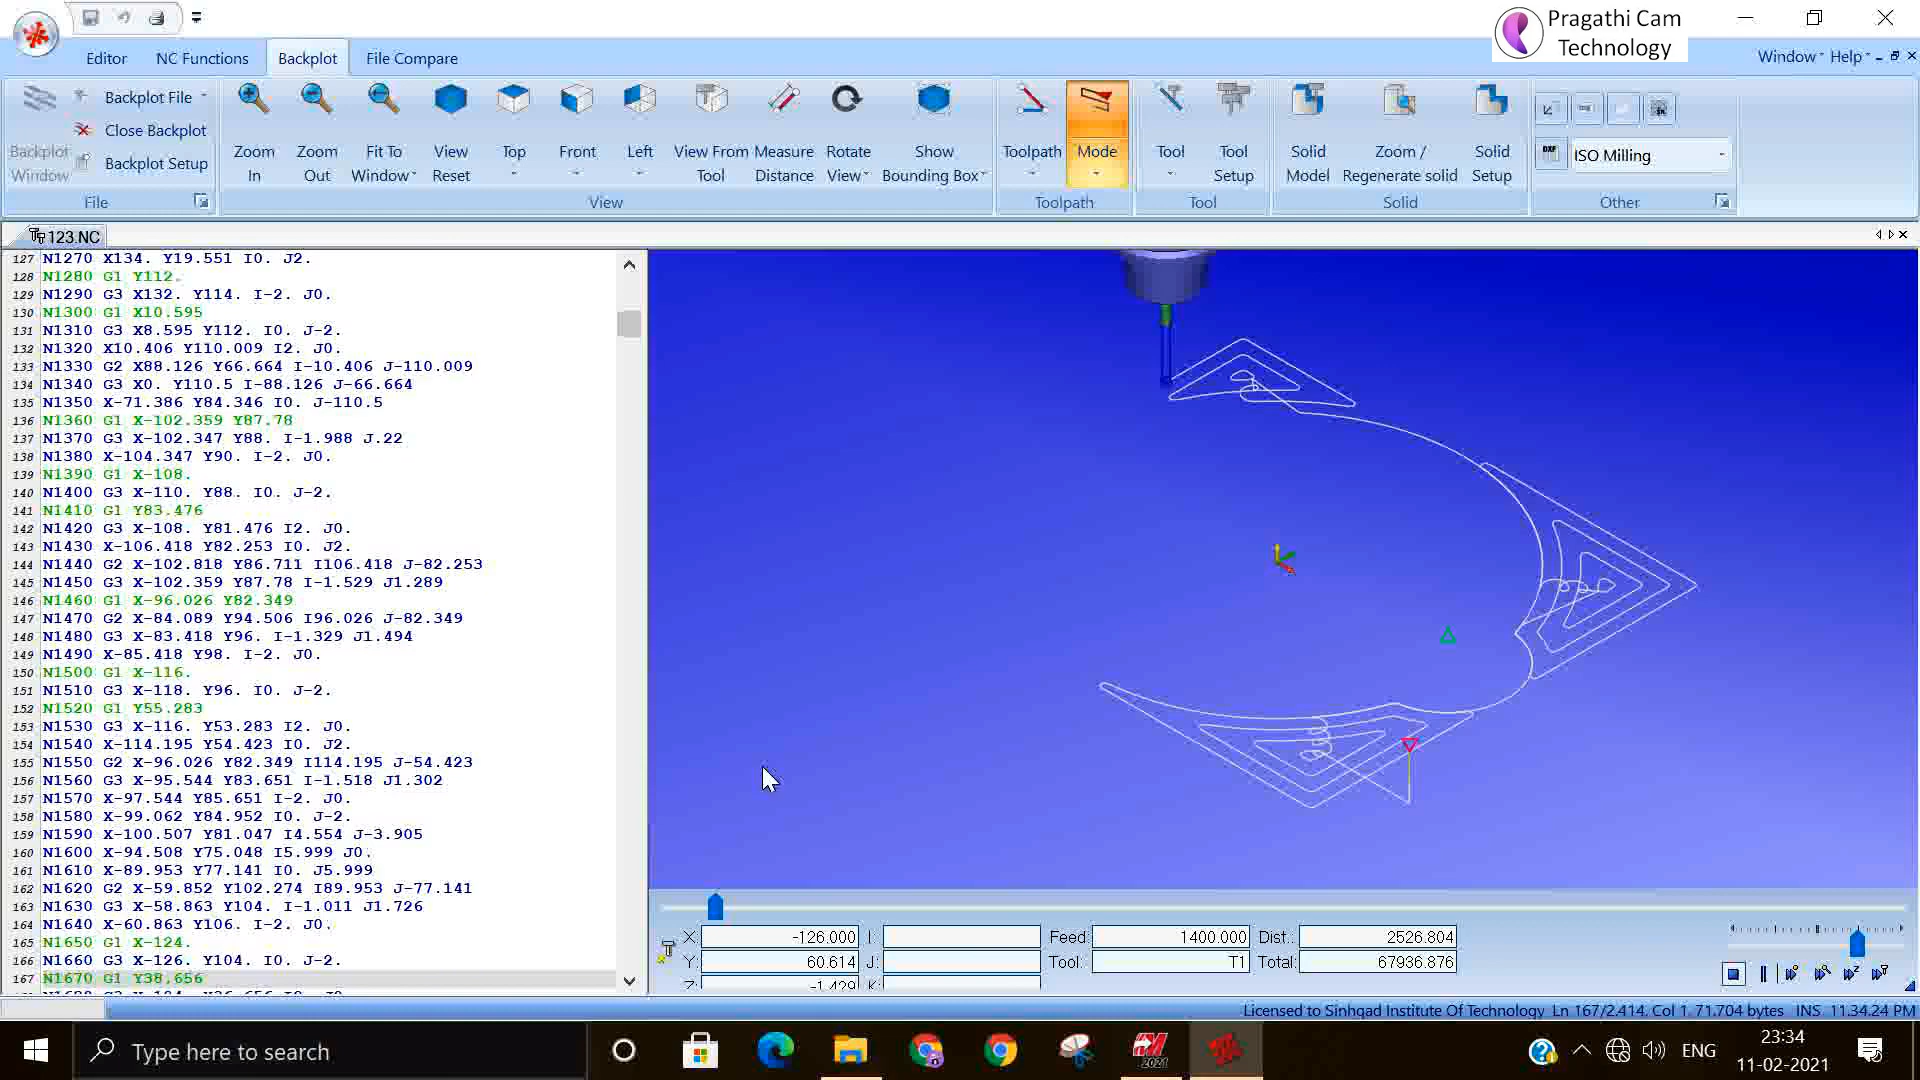 Pragathi Cam
Technology
Editor NC Functions Backplot File Compare
Window Help
Backplot File
Close Backplot
Backplot Setup
Backplot Window
Zoom In
Zoom Out
Fit To Window
View Reset
Top
Front
Left
View From Tool
Measure Distance
Rotate View
Show Bounding Box
Toolpath
Mode
Tool
Tool Setup
Solid Model
Zoom / Regenerate solid
Solid Setup
DXF
ISO Milling
File View Toolpath Tool Solid Other
123.NC
127 N1270 X134. Y19.551 I0. J2.
128 N1280 G1 Y112.
129 N1290 G3 X132. Y114. I-2. J0.
130 N1300 G1 X10.595
131 N1310 G3 X8.595 Y112. I0. J-2.
132 N1320 X10.406 Y110.009 I2. J0.
133 N1330 G2 X88.126 Y66.664 I-10.406 J-110.009
134 N1340 G3 X0. Y110.5 I-88.126 J-66.664
135 N1350 X-71.386 Y84.346 I0. J-110.5
136 N1360 G1 X-102.359 Y87.78
137 N1370 G3 X-102.347 Y88. I-1.988 J.22
138 N1380 X-104.347 Y90. I-2. J0.
139 N1390 G1 X-108.
140 N1400 G3 X-110. Y88. I0. J-2.
141 N1410 G1 Y83.476
142 N1420 G3 X-108. Y81.476 I2. J0.
143 N1430 X-106.418 Y82.253 I0. J2.
144 N1440 G2 X-102.818 Y86.711 I106.418 J-82.253
145 N1450 G3 X-102.359 Y87.78 I-1.529 J1.289
146 N1460 G1 X-96.026 Y82.349
147 N1470 G2 X-84.089 Y94.506 I96.026 J-82.349
148 N1480 G3 X-83.418 Y96. I-1.329 J1.494
149 N1490 X-85.418 Y98. I-2. J0.
150 N1500 G1 X-116.
151 N1510 G3 X-118. Y96. I0. J-2.
152 N1520 G1 Y55.283
153 N1530 G3 X-116. Y53.283 I2. J0.
154 N1540 X-114.195 Y54.423 I0. J2.
155 N1550 G2 X-96.026 Y82.349 I114.195 J-54.423
156 N1560 G3 X-95.544 Y83.651 I-1.518 J1.302
157 N1570 X-97.544 Y85.651 I-2. J0.
158 N1580 X-99.062 Y84.952 I0. J-2.
159 N1590 X-100.507 Y81.047 I4.554 J-3.905
160 N1600 X-94.508 Y75.048 I5.999 J0.
161 N1610 X-89.953 Y77.141 I0. J5.999
162 N1620 G2 X-59.852 Y102.274 I89.953 J-77.141
163 N1630 G3 X-58.863 Y104. I-1.011 J1.726
164 N1640 X-60.863 Y106. I-2. J0.
165 N1650 G1 X-124.
166 N1660 G3 X-126. Y104. I0. J-2.
167 N1670 G1 Y38.656
X -126.000 I Feed: 1400.000 Dist.: 2526.804
Y: 60.614 J: Tool: T1 Total: 67936.876
Z: -1.429 K:
Licensed to Sinhgad Institute Of Technology Ln 167/2.414, Col 1, 71.704 bytes INS 11.34.24 PM
Type here to search
2021
ENG
23:34
11-02-2021